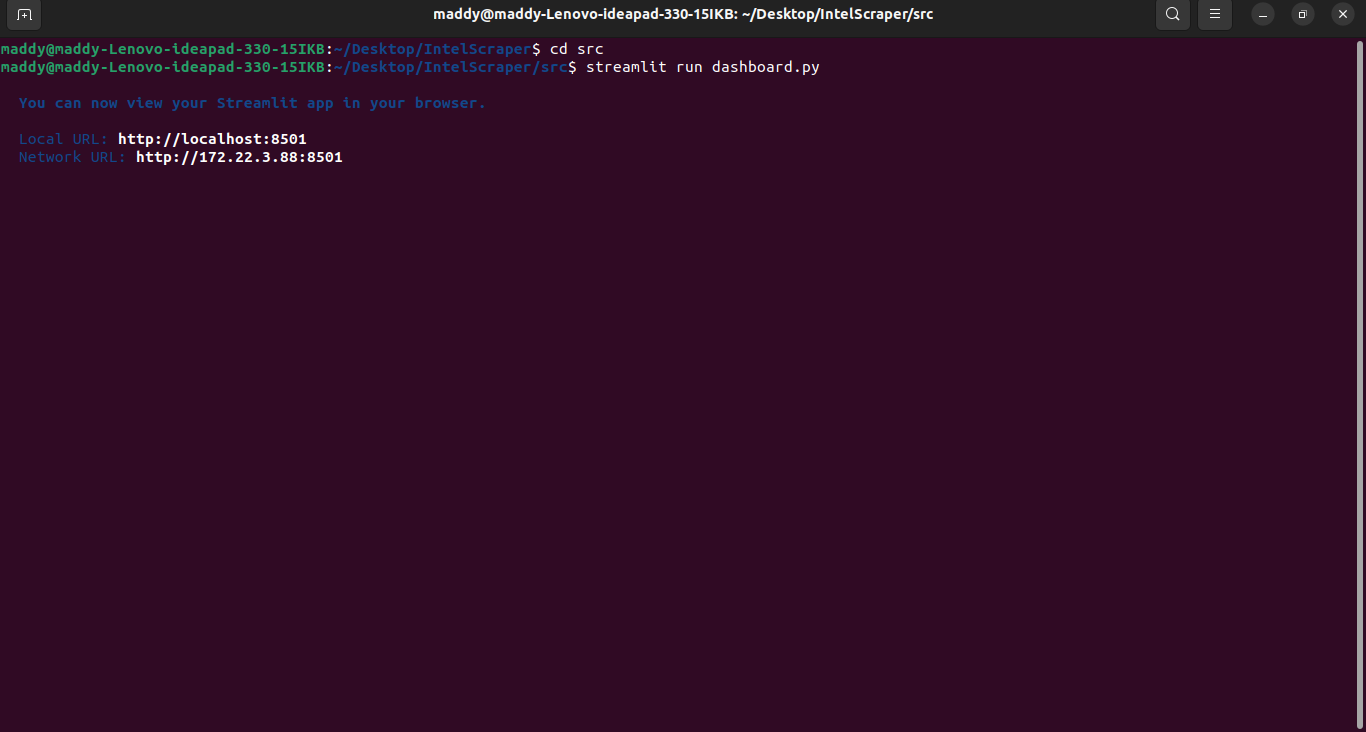 maddy@maddy-Lenovo-ideapad-330-15IKB: ~/Desktop/IntelScraper/src
maddy@maddy-Lenovo-ideapad-330-15IKB:~/Desktop/IntelScraper$ cd src
maddy@maddy-Lenovo-ideapad-330-15IKB:~/Desktop/IntelScraper/src$ streamlit run dashboard.py
You can now view your Streamlit app in your browser.
Local URL: http://localhost:8501
Network URL: http://172.22.3.88:8501